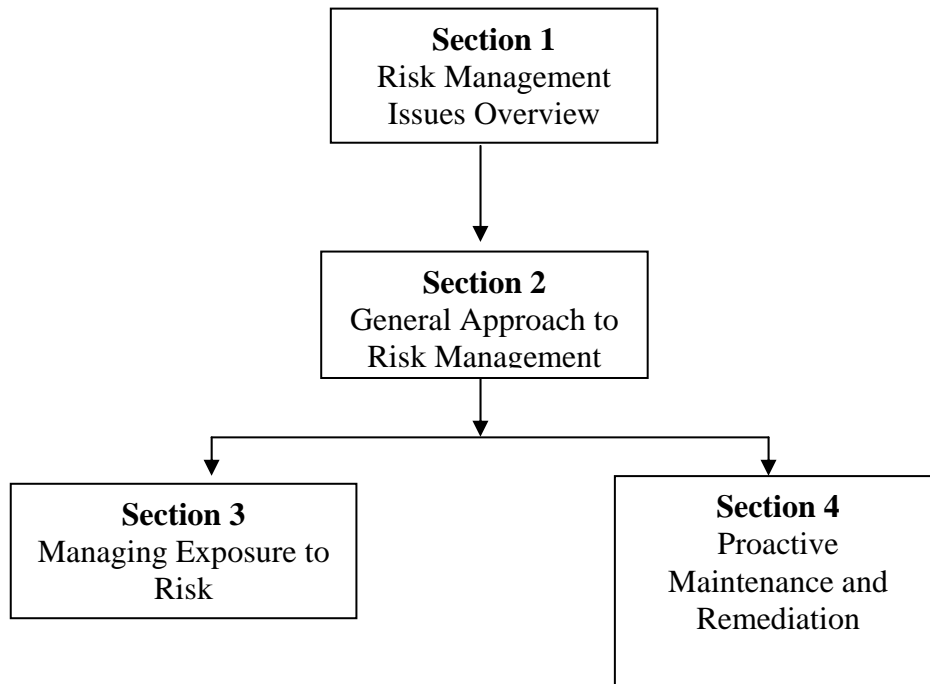 Section 1
Risk Management
Issues Overview
Section 2
General Approach to
Risk Management
Section 3
Managing Exposure to
Risk
Section 4
Proactive
Maintenance and
Remediation